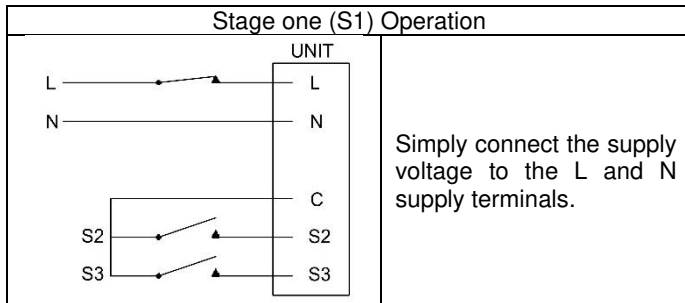 Stage one (S1) Operation
UNIT
L L
N N
C
S2 S2
S3 S3
Simply connect the supply
voltage to the L and N
supply terminals.